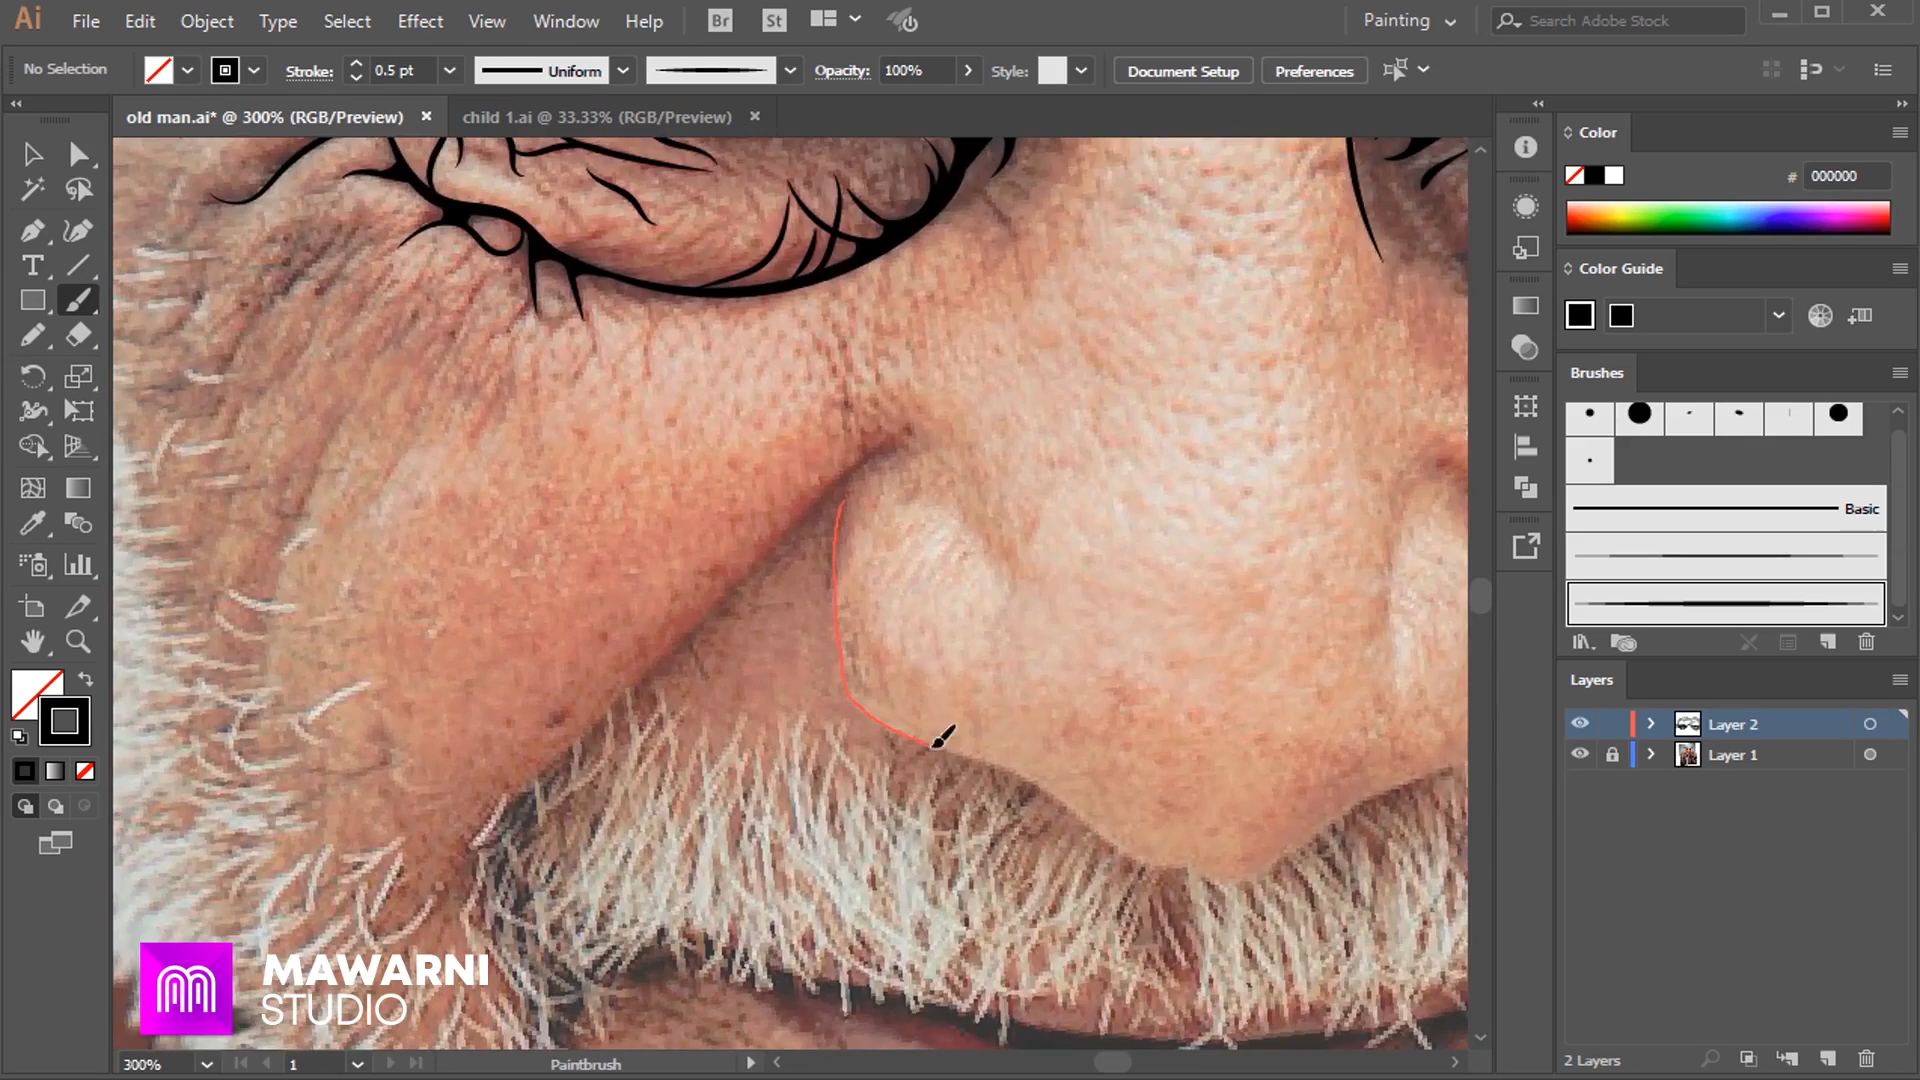 Ai File Edit Object Type Select Effect View Window Help Br St Painting Search Adobe Stock
No Selection Stroke: 0.5 pt Uniform Opacity: 100% Style: Document Setup Preferences
old man.ai* @ 300% (RGB/Preview) child 1.ai @ 33.33% (RGB/Preview)
Color
# 000000
Color Guide
Brushes
Basic
Layers
Layer 2
Layer 1
MAWARNI
STUDIO
300% 1 Paintbrush 2 Layers